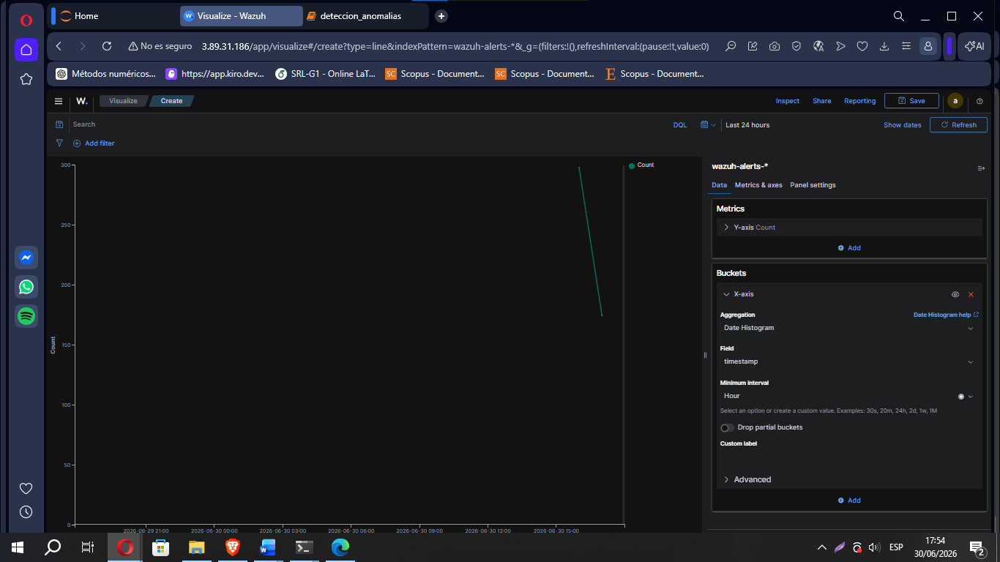 Home
Visualize - Wazuh
deteccion_anomalias
No es seguro
3.89.31.186/app/visualize#/create?type=line&indexPattern=wazuh-alerts-*&_g=(filters:!(),refreshInterval:(pause:!t,value:0)
AI
Métodos numéricos...
https://app.kiro.dev...
SRL-G1 - Online LaT...
SC Scopus - Document...
SC Scopus - Document...
E Scopus - Document...
W.
Visualize
Create
Inspect
Share
Reporting
Save
a
Search
DQL
Last 24 hours
Show dates
Refresh
Add filter
300
250
200
150
100
50
0
Count
2026-06-29 21:00
2026-06-30 00:00
2026-06-30 03:00
2026-06-30 06:00
2026-06-30 09:00
2026-06-30 12:00
2026-06-30 15:00
Count
wazuh-alerts-*
Data
Metrics & axes
Panel settings
Metrics
Y-axis Count
Add
Buckets
X-axis
Aggregation
Date Histogram help
Date Histogram
Field
timestamp
Minimum interval
Hour
Select an option or create a custom value. Examples: 30s, 20m, 24h, 2d, 1w, 1M
Drop partial buckets
Custom label
Advanced
Add
ESP
17:54
30/06/2026
2